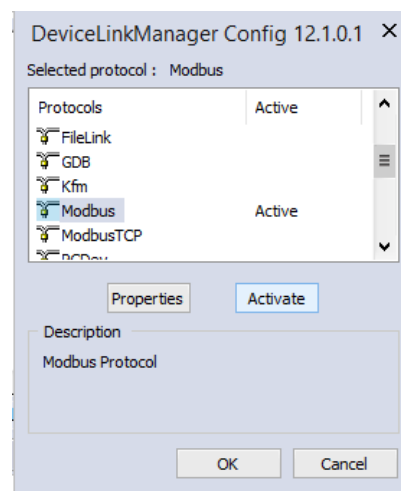 DeviceLinkManager Config 12.1.0.1
Selected protocol : Modbus
Protocols Active
FileLink
GDB
Kfm
Modbus Active
ModbusTCP
PCDev
Properties Activate
Description
Modbus Protocol
OK Cancel